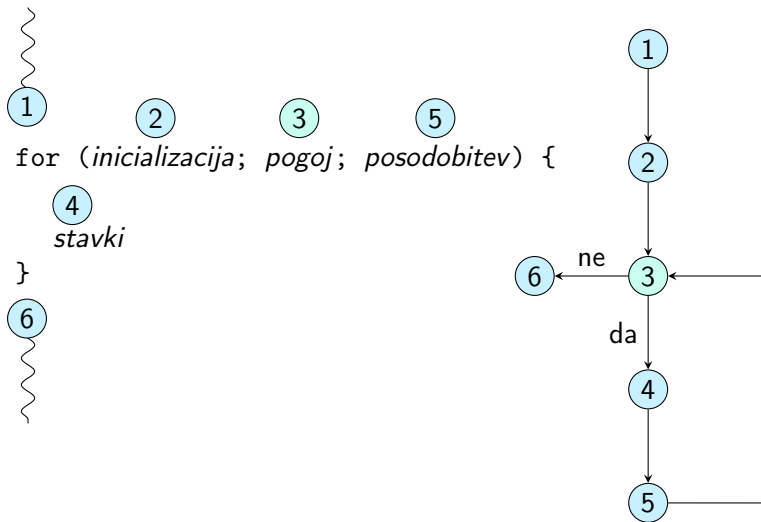 1
2 3 5
for (inicializacija; pogoj; posodobitev) {
4
stavki
}
6
1
2
6 ne 3
da
4
5